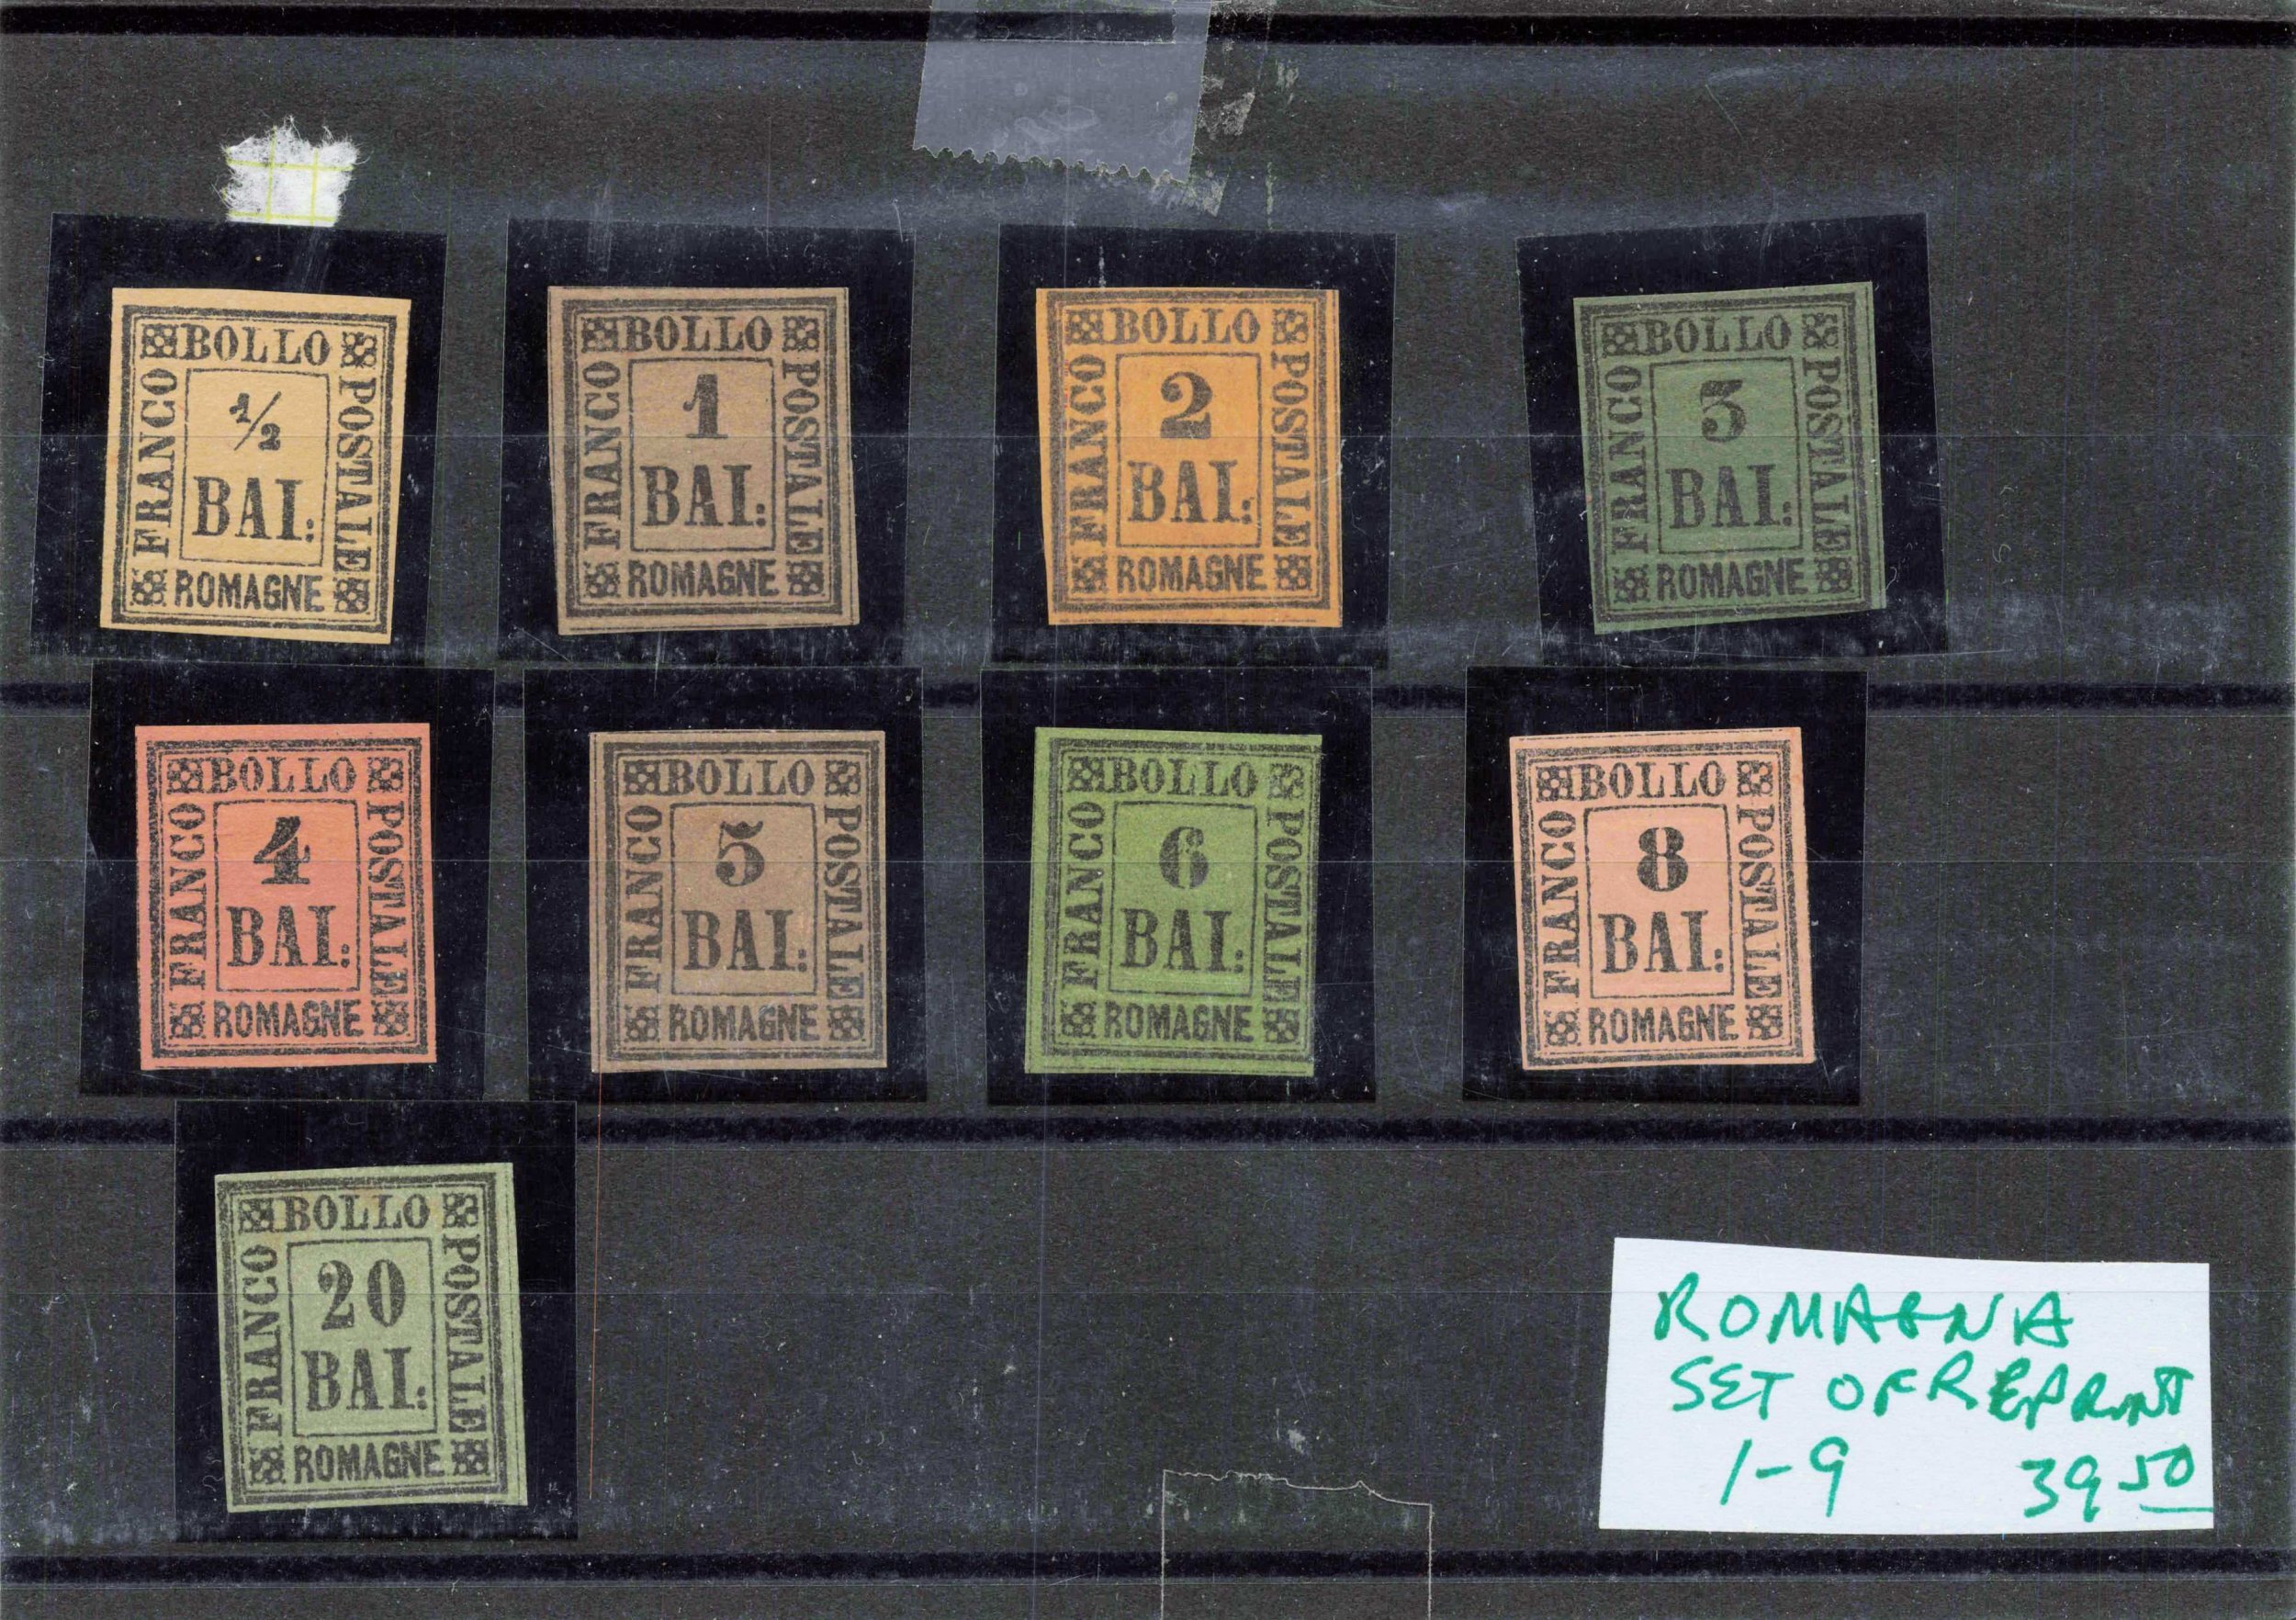 BOLLO
FRANCO
POSTALE
1/2
BAI:
ROMAGNE
BOLLO
FRANCO
POSTALE
1
BAI:
ROMAGNE
BOLLO
FRANCO
POSTALE
2
BAI:
ROMAGNE
BOLLO
FRANCO
POSTALE
3
BAI:
ROMAGNE
BOLLO
FRANCO
POSTALE
4
BAI:
ROMAGNE
BOLLO
FRANCO
POSTALE
5
BAI:
ROMAGNE
BOLLO
FRANCO
POSTALE
6
BAI:
ROMAGNE
BOLLO
FRANCO
POSTALE
8
BAI:
ROMAGNE
BOLLO
FRANCO
POSTALE
20
BAI:
ROMAGNE
ROMAGNA
SET OF REPRINT
1-9 39 50